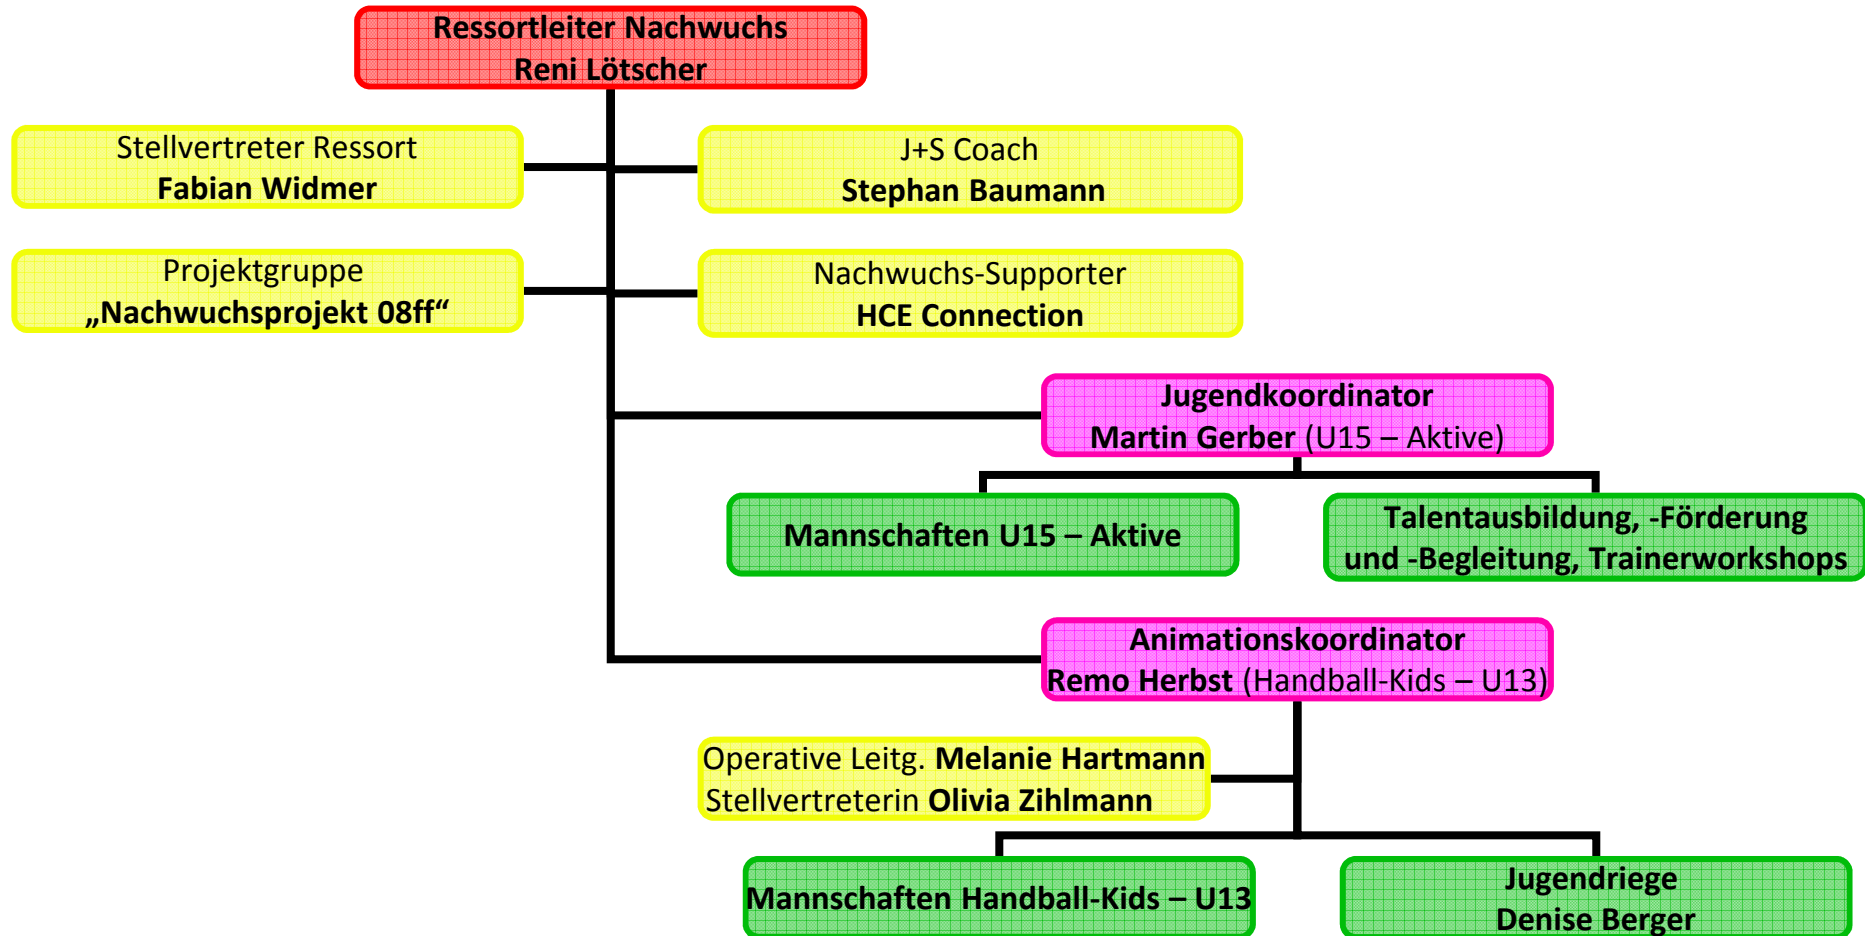 Ressortleiter Nachwuchs
Reni Lötscher
Stellvertreter Ressort
Fabian Widmer
J+S Coach
Stephan Baumann
Projektgruppe
„Nachwuchsprojekt 08ff“
Nachwuchs-Supporter
HCE Connection
Jugendkoordinator
Martin Gerber (U15 – Aktive)
Mannschaften U15 – Aktive
Talentausbildung, -Förderung
und -Begleitung, Trainerworkshops
Animationskoordinator
Remo Herbst (Handball-Kids – U13)
Operative Leitg. Melanie Hartmann
Stellvertreterin Olivia Zihlmann
Mannschaften Handball-Kids – U13
Jugendriege
Denise Berger